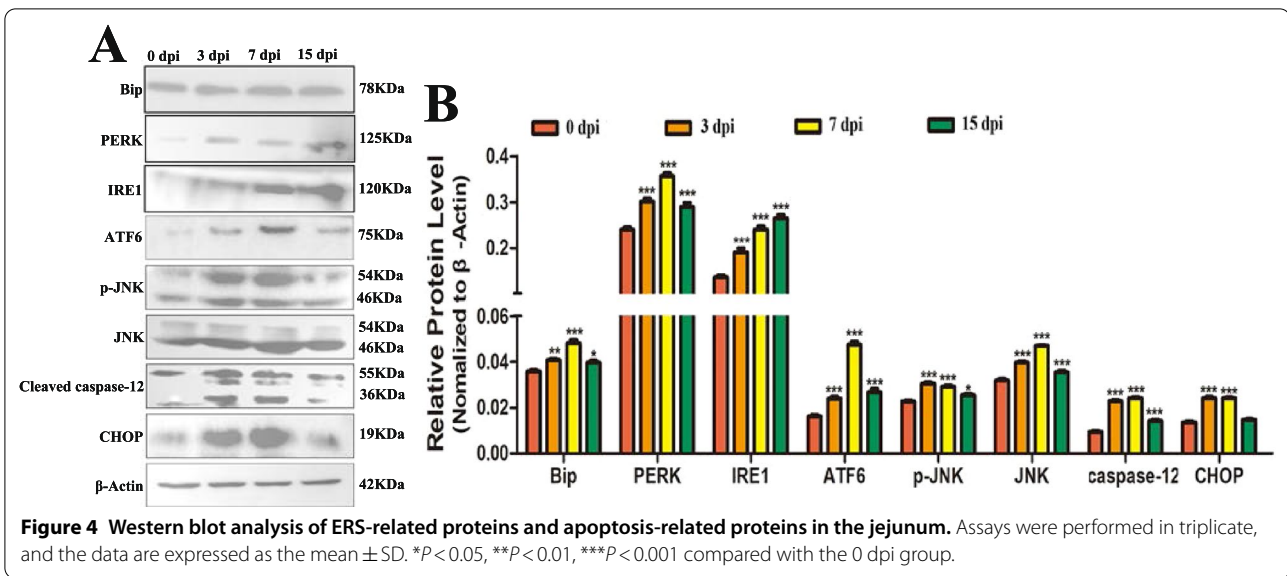 A
0 dpi 3 dpi 7 dpi 15 dpi
Bip 78KDa
PERK 125KDa
IRE1 120KDa
ATF6 75KDa
p-JNK 54KDa
46KDa
JNK 54KDa
46KDa
Cleaved caspase-12 55KDa
36KDa
CHOP 19KDa
β-Actin 42KDa
B
0 dpi 3 dpi 7 dpi 15 dpi
Relative Protein Level
(Nomalized to β -Actin)
0.4
0.3
0.2
0.06
0.04
0.02
0.00
** *** *
*** *** ***
*** *** ***
*** *** ***
*** *** *
*** *** ***
*** *** ***
*** ***
Bip PERK IRE1 ATF6 p-JNK JNK caspase-12 CHOP
Figure 4 Western blot analysis of ERS-related proteins and apoptosis-related proteins in the jejunum. Assays were performed in triplicate,
and the data are expressed as the mean ± SD. *P < 0.05, **P < 0.01, ***P < 0.001 compared with the 0 dpi group.